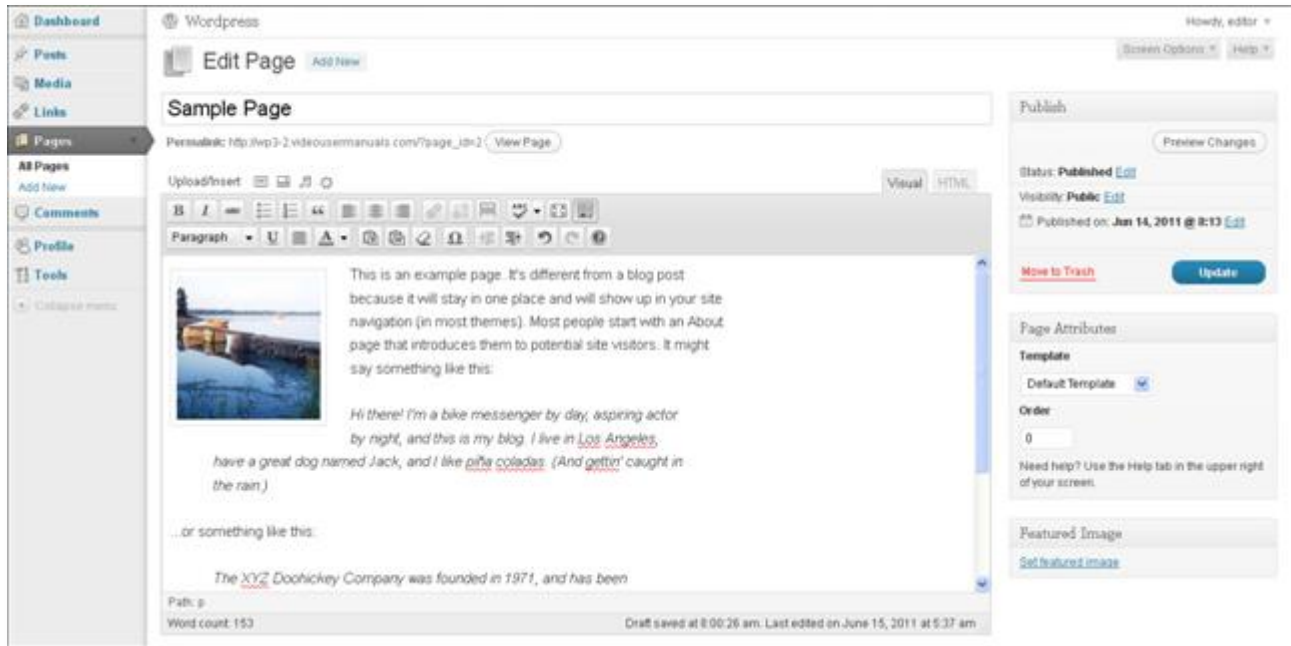 Dashboard
Posts
Media
Links
Pages
All Pages
Add New
Comments
Profile
Tools
Collapse menu
Wordpress
Howdy, editor
Screen Options
Help
Edit Page Add New
Sample Page
Permalink: http://wp3-2.videousermanuals.com/?page_id=2 View Page
Upload/Insert
Visual HTML
B I ABC
Paragraph U A Ω
This is an example page. It's different from a blog post
because it will stay in one place and will show up in your site
navigation (in most themes). Most people start with an About
page that introduces them to potential site visitors. It might
say something like this:
Hi there! I'm a bike messenger by day, aspiring actor
by night, and this is my blog. I live in Los Angeles,
have a great dog named Jack, and I like piña coladas. (And gettin' caught in
the rain.)
...or something like this:
The XYZ Doohickey Company was founded in 1971, and has been
Path: p
Word count: 153
Draft saved at 8:00:26 am. Last edited on June 15, 2011 at 5:37 am
Publish
Preview Changes
Status: Published Edit
Visibility: Public Edit
Published on: Jun 14, 2011 @ 8:13 Edit
Move to Trash
Update
Page Attributes
Template
Default Template
Order
0
Need help? Use the Help tab in the upper right
of your screen.
Featured Image
Set featured image